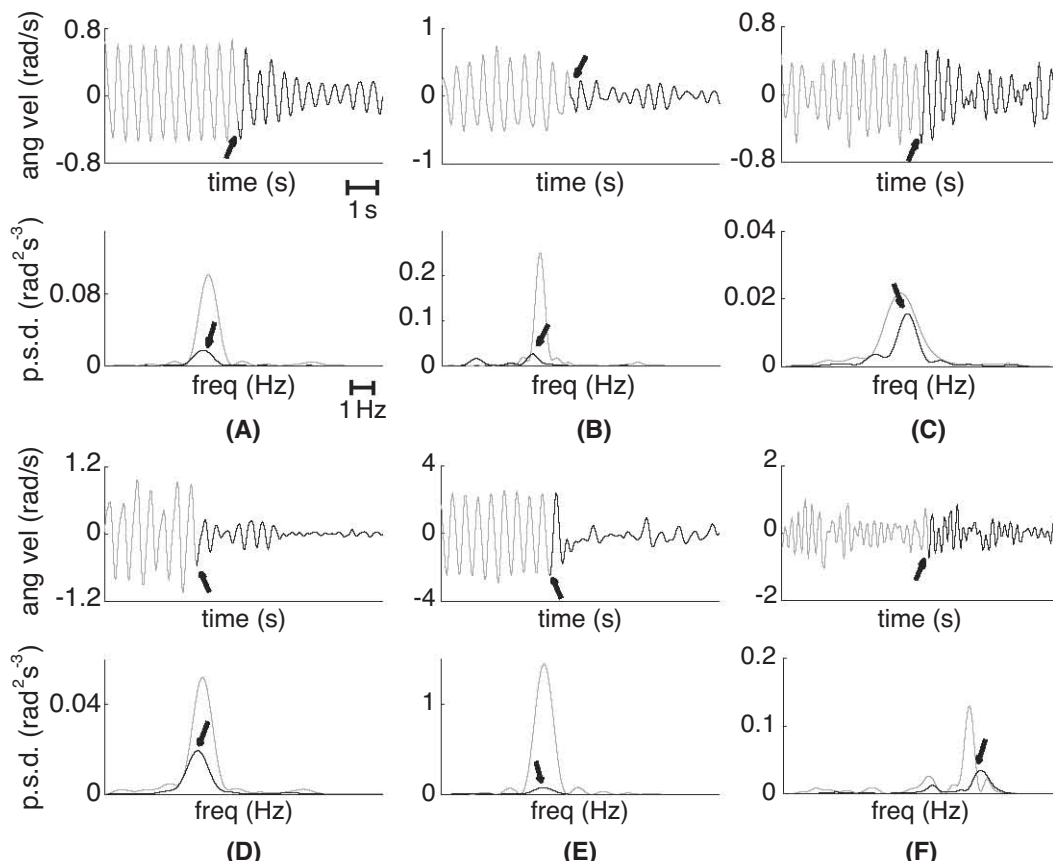 0.8
0
-0.8
ang vel (rad/s)
time (s)
1 s
1
0
-1
time (s)
0.8
0
-0.8
time (s)
p.s.d. (rad²s⁻³)
0.08
0
freq (Hz)
1 Hz
(A)
0.2
0.1
0
freq (Hz)
(B)
0.04
0.02
0
freq (Hz)
(C)
ang vel (rad/s)
1.2
0
-1.2
time (s)
4
0
-4
time (s)
2
0
-2
time (s)
p.s.d. (rad²s⁻³)
0.04
0
freq (Hz)
(D)
1
0
freq (Hz)
(E)
0.2
0.1
0
freq (Hz)
(F)